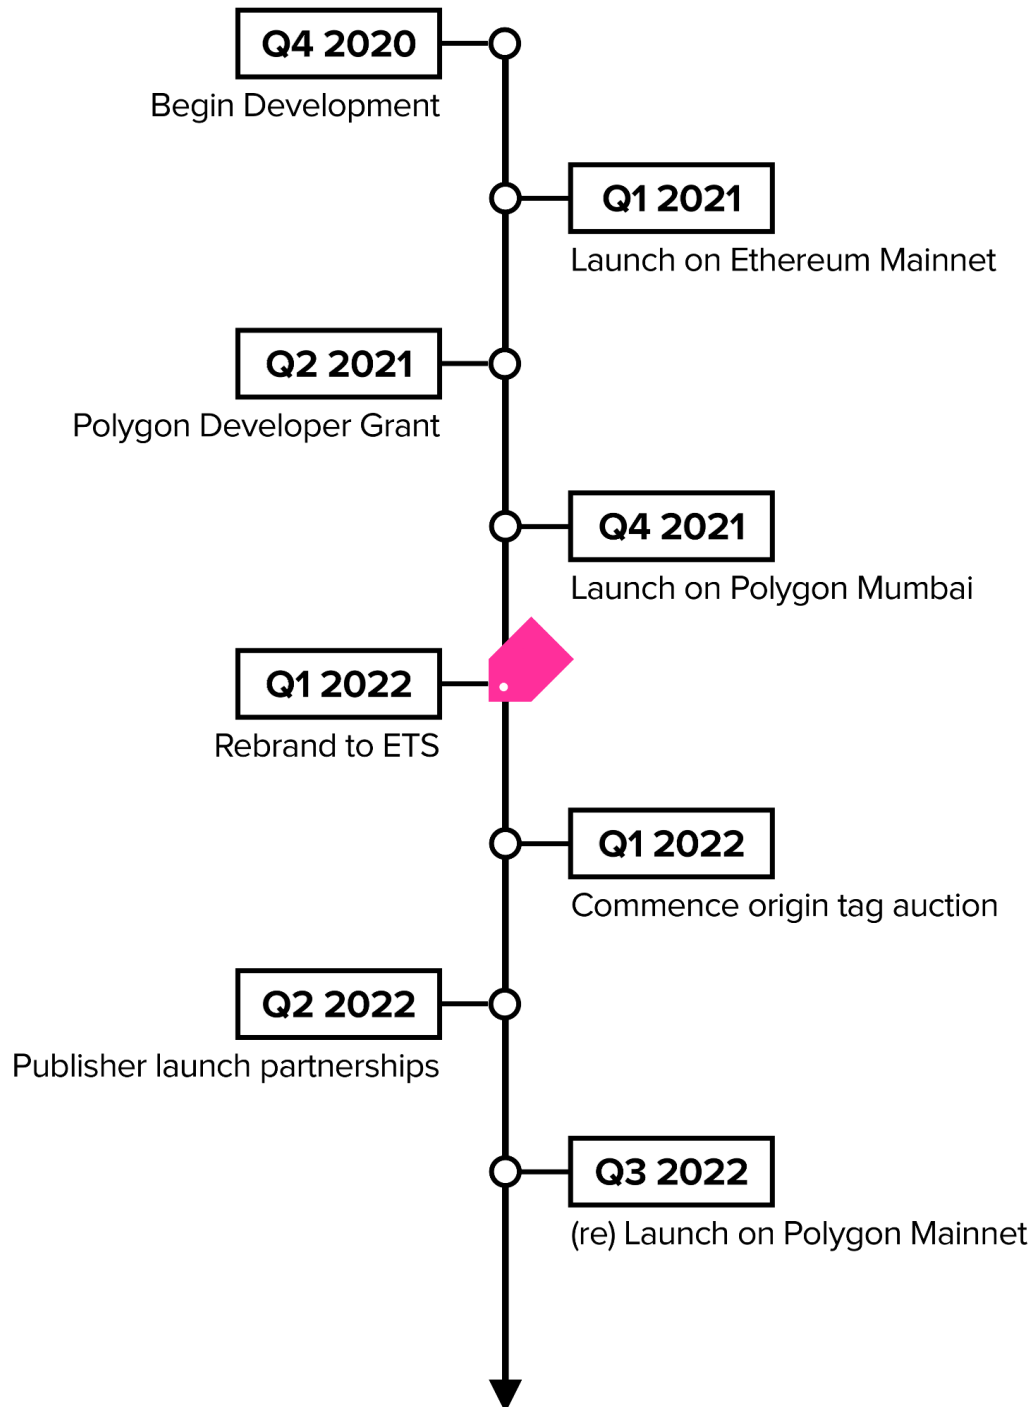 Q4 2020
Begin Development
Q1 2021
Launch on Ethereum Mainnet
Q2 2021
Polygon Developer Grant
Q4 2021
Launch on Polygon Mumbai
Q1 2022
Rebrand to ETS
Q1 2022
Commence origin tag auction
Q2 2022
Publisher launch partnerships
Q3 2022
(re) Launch on Polygon Mainnet